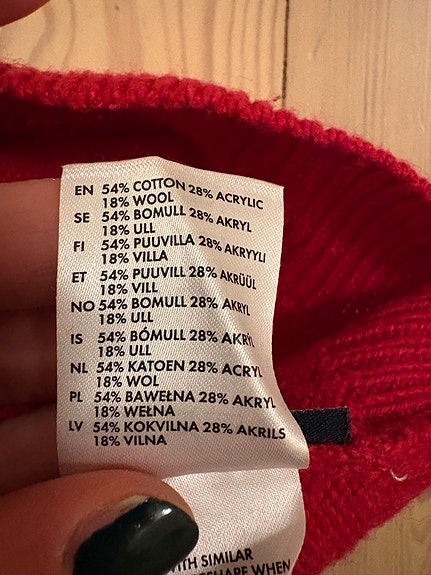 EN 54% COTTON 28% ACRYLIC
18% WOOL
SE 54% BOMULL 28% AKRYL
18% ULL
FI 54% PUUVILLA 28% AKRYYLI
18% VILLA
ET 54% PUUVILL 28% AKRÜÜL
18% VILL
NO 54% BOMULL 28% AKRYL
18% ULL
IS 54% BÓMULL 28% AKRÝL
18% ULL
NL 54% KATOEN 28% ACRYL
18% WOL
PL 54% BAWEŁNA 28% AKRYL
18% WEŁNA
LV 54% KOKVILNA 28% AKRILS
18% VILNA
WITH SIMILAR
WHEN